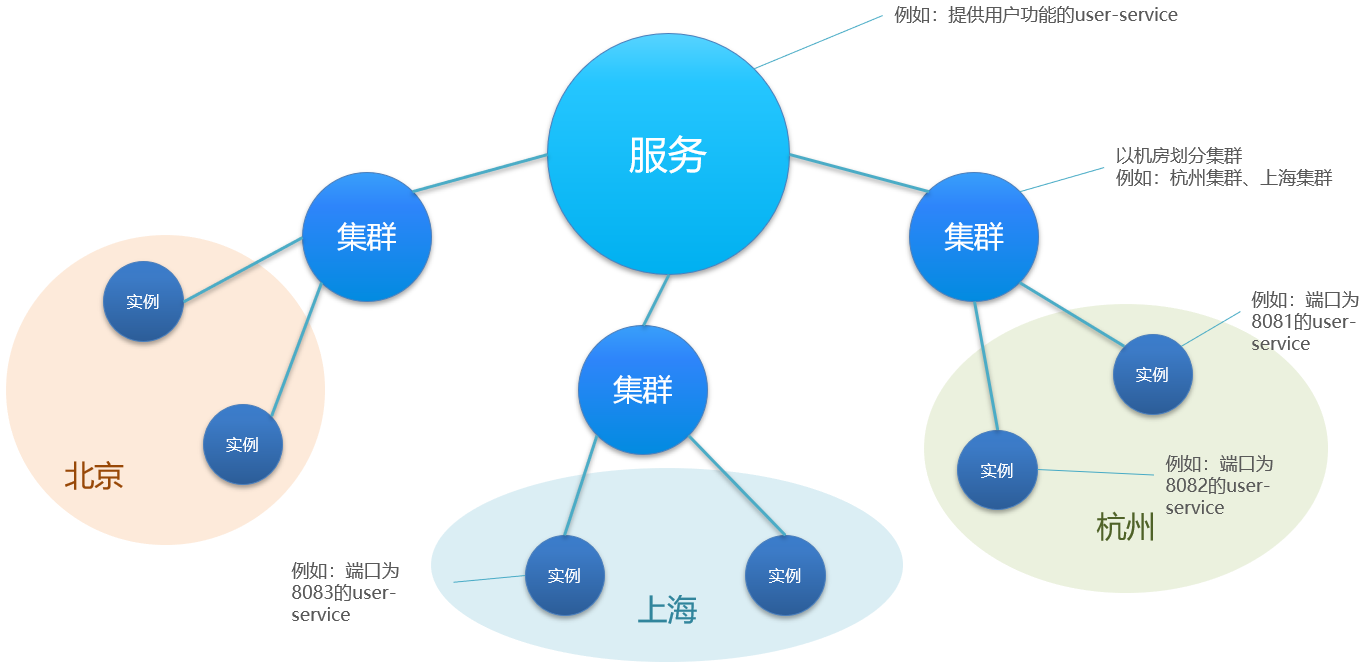 例如：提供用户功能的user-service
服务
以机房划分集群
例如：杭州集群、上海集群
集群
集群
实例
例如：端口为
8081的user-
service
实例
集群
实例
实例
北京
例如：端口为
8082的user-
service
实例
杭州
例如：端口为
8083的user-
service
实例
实例
上海